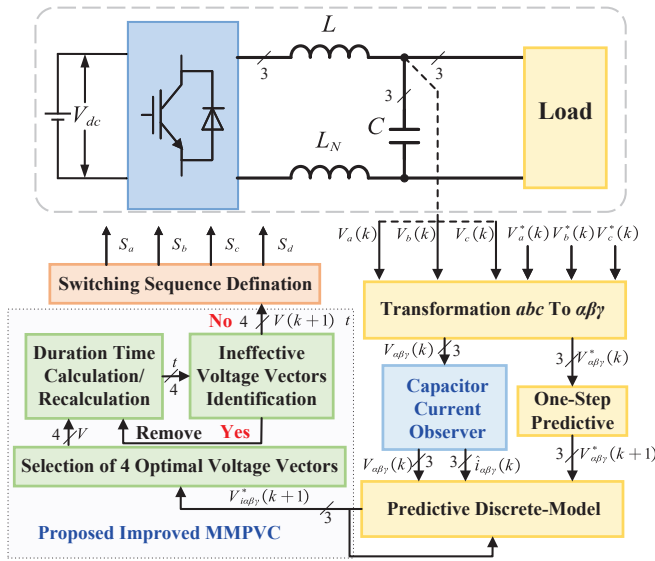 L
3
3
V_dc
3
C
Load
L_N
S_a S_b S_c S_d
V_a(k) V_b(k) V_c(k) V_a^*(k) V_b^*(k) V_c^*(k)
Switching Sequence Defination
No 4 V(k+1) t
Transformation abc To αβγ
Duration Time
Calculation/
Recalculation
t
4
Ineffective
Voltage Vectors
Identification
V_αβγ(k) 3
3 V_αβγ^*(k)
Capacitor
Current
Observer
One-Step
Predictive
4 V
Remove Yes
Selection of 4 Optimal Voltage Vectors
V_αβγ(k) 3
3 î_αβγ(k)
3 V_αβγ^*(k+1)
V_iαβγ^*(k+1)
3
Predictive Discrete-Model
Proposed Improved MMPVC